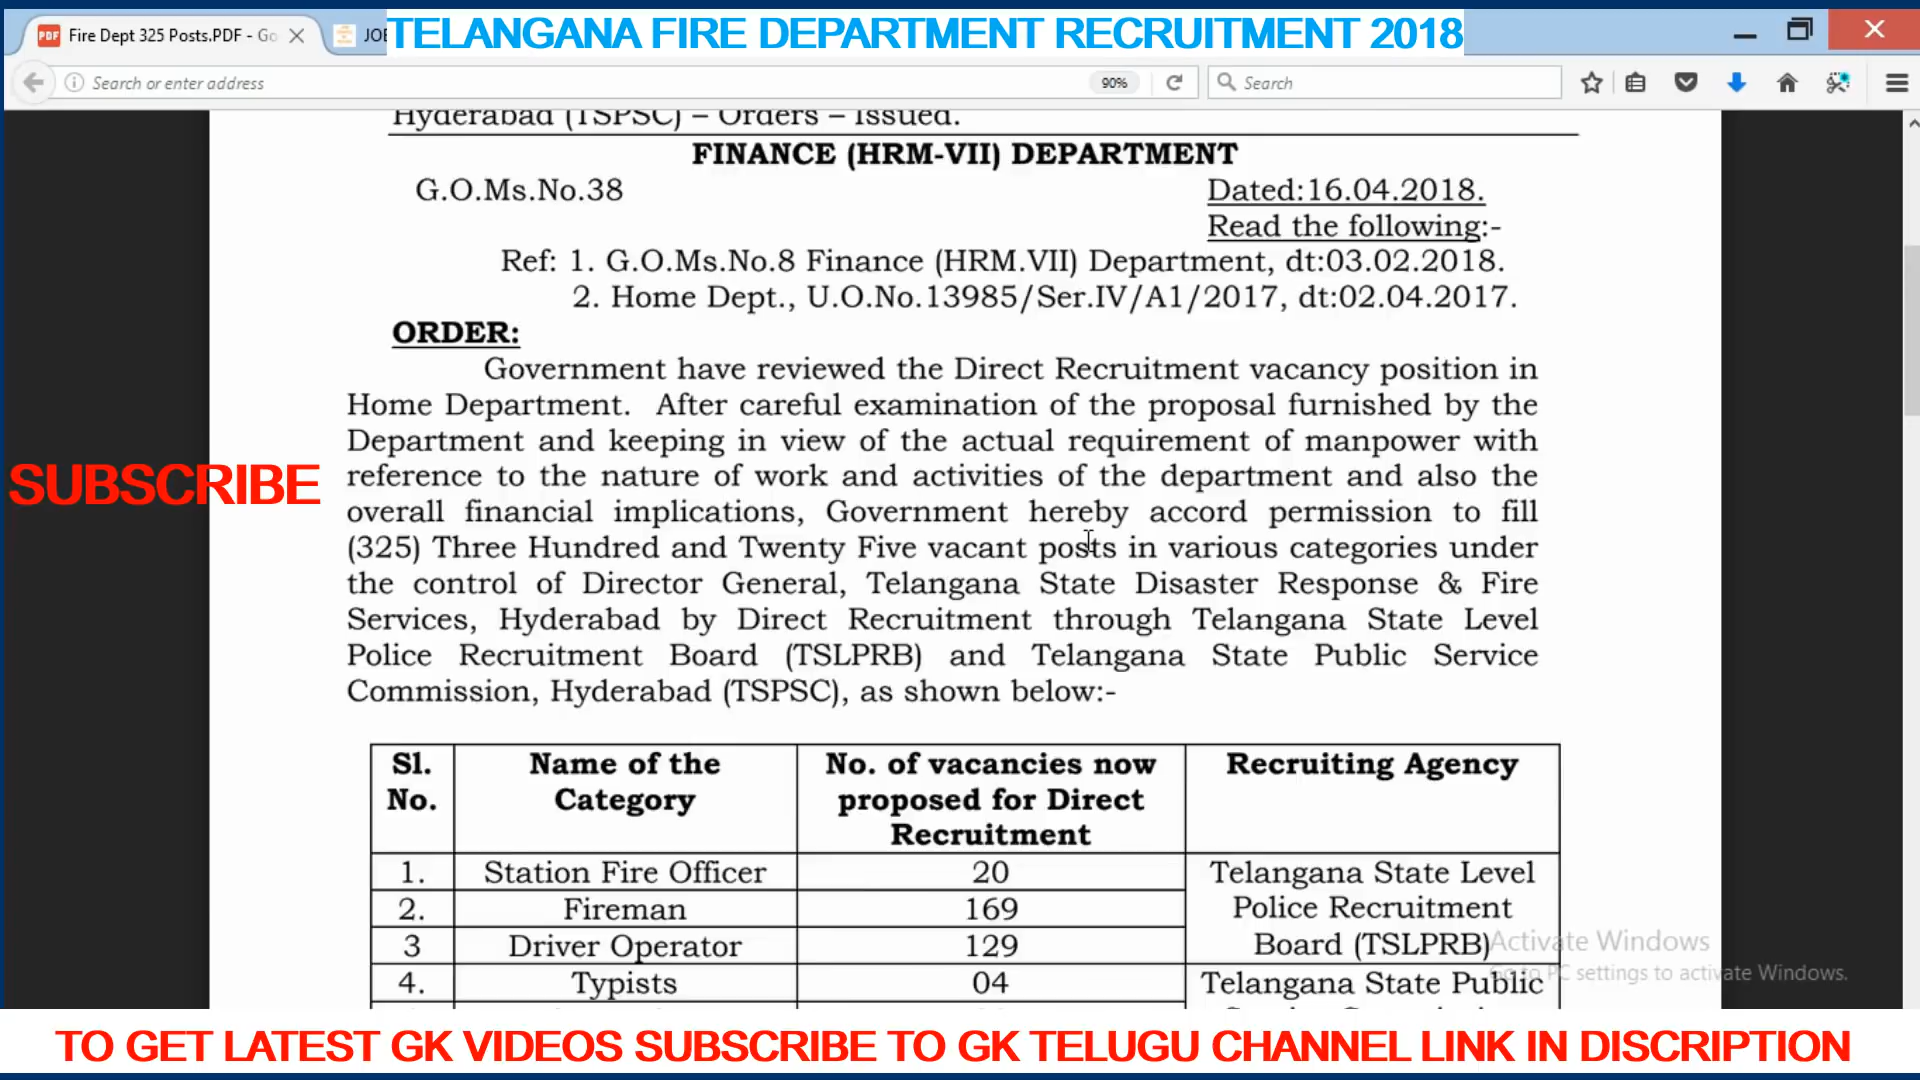 Fire Dept 325 Posts.PDF - Go
TELANGANA FIRE DEPARTMENT RECRUITMENT 2018
Search or enter address
90%
Search
Hyderabad (TSPSC) – Orders – Issued.
FINANCE (HRM-VII) DEPARTMENT
G.O.Ms.No.38
Dated:16.04.2018.
Read the following:-
Ref: 1. G.O.Ms.No.8 Finance (HRM.VII) Department, dt:03.02.2018.
2. Home Dept., U.O.No.13985/Ser.IV/A1/2017, dt:02.04.2017.
ORDER:
Government have reviewed the Direct Recruitment vacancy position in
Home Department. After careful examination of the proposal furnished by the
Department and keeping in view of the actual requirement of manpower with
reference to the nature of work and activities of the department and also the
overall financial implications, Government hereby accord permission to fill
(325) Three Hundred and Twenty Five vacant posts in various categories under
the control of Director General, Telangana State Disaster Response & Fire
Services, Hyderabad by Direct Recruitment through Telangana State Level
Police Recruitment Board (TSLPRB) and Telangana State Public Service
Commission, Hyderabad (TSPSC), as shown below:-
SUBSCRIBE
Sl. No. Name of the Category No. of vacancies now proposed for Direct Recruitment Recruiting Agency
1. Station Fire Officer 20 Telangana State Level
2. Fireman 169 Police Recruitment
3 Driver Operator 129 Board (TSLPRB)
4. Typists 04 Telangana State Public
Activate Windows
Go to PC settings to activate Windows.
TO GET LATEST GK VIDEOS SUBSCRIBE TO GK TELUGU CHANNEL LINK IN DISCRIPTION